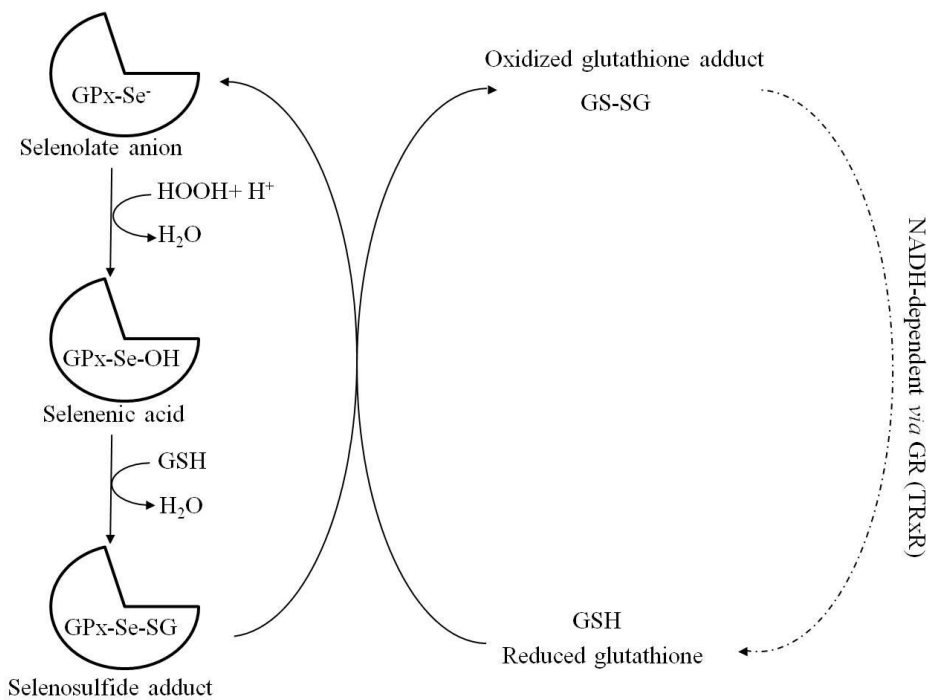 GPx-Se⁻
Selenolate anion
HOOH+ H⁺
H₂O
GPx-Se-OH
Selenenic acid
GSH
H₂O
GPx-Se-SG
Selenosulfide adduct
Oxidized glutathione adduct
GS-SG
NADH-dependent via GR (TRxR)
GSH
Reduced glutathione